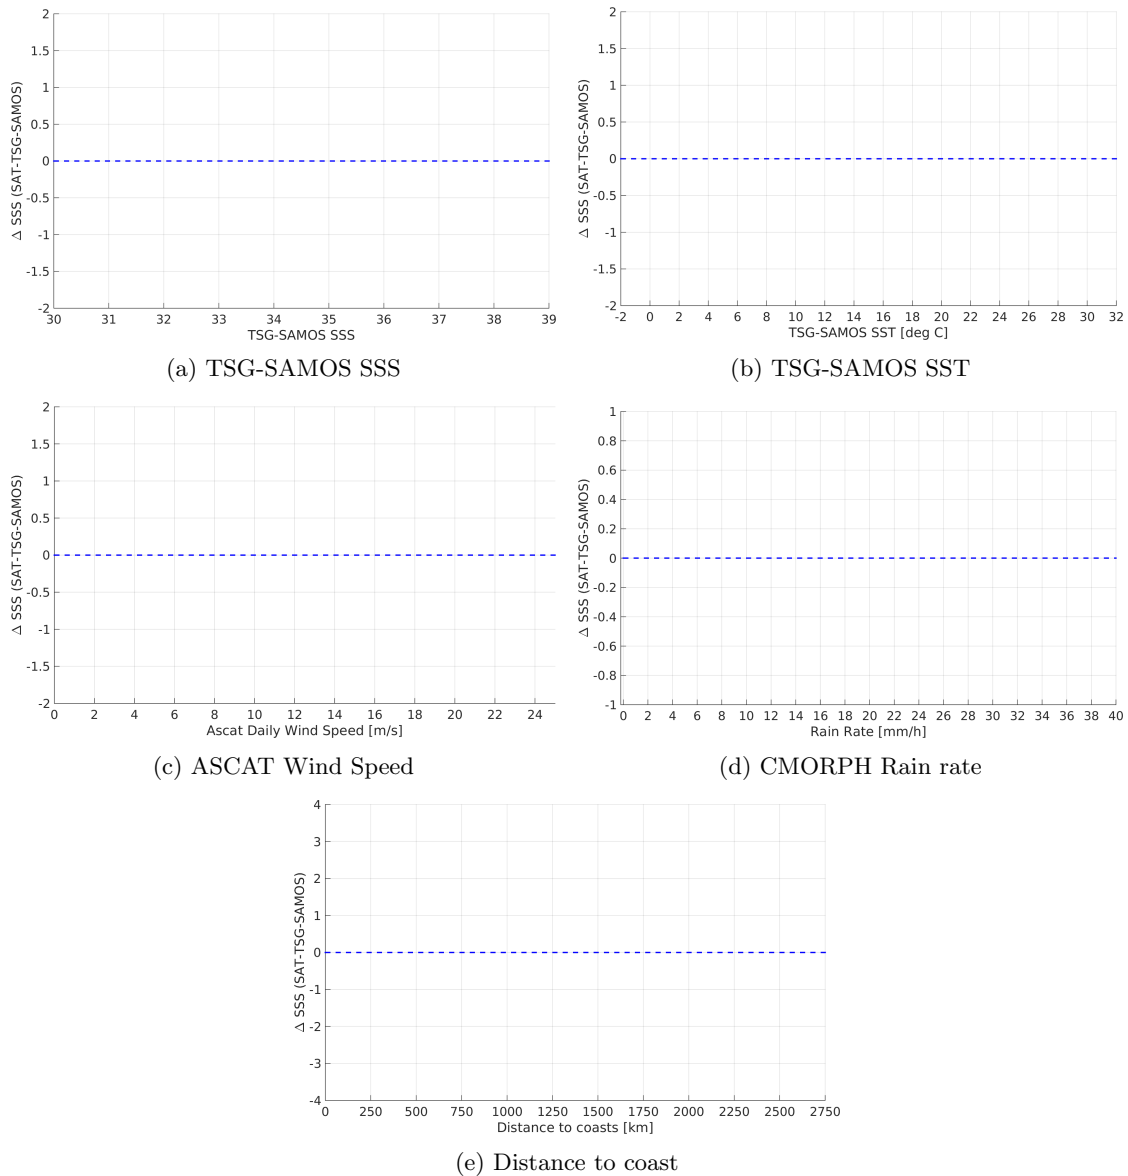 2
1.5
1
0.5
0
-0.5
-1
-1.5
-2
Δ SSS (SAT-TSG-SAMOS)
30 31 32 33 34 35 36 37 38 39
TSG-SAMOS SSS
(a) TSG-SAMOS SSS
2
1.5
1
0.5
0
-0.5
-1
-1.5
-2
Δ SSS (SAT-TSG-SAMOS)
-2 0 2 4 6 8 10 12 14 16 18 20 22 24 26 28 30 32
TSG-SAMOS SST [deg C]
(b) TSG-SAMOS SST
2
1.5
1
0.5
0
-0.5
-1
-1.5
-2
Δ SSS (SAT-TSG-SAMOS)
0 2 4 6 8 10 12 14 16 18 20 22 24
Ascat Daily Wind Speed [m/s]
(c) ASCAT Wind Speed
1
0.8
0.6
0.4
0.2
0
-0.2
-0.4
-0.6
-0.8
-1
Δ SSS (SAT-TSG-SAMOS)
0 2 4 6 8 10 12 14 16 18 20 22 24 26 28 30 32 34 36 38 40
Rain Rate [mm/h]
(d) CMORPH Rain rate
4
3
2
1
0
-1
-2
-3
-4
Δ SSS (SAT-TSG-SAMOS)
0 250 500 750 1000 1250 1500 1750 2000 2250 2500 2750
Distance to coasts [km]
(e) Distance to coast